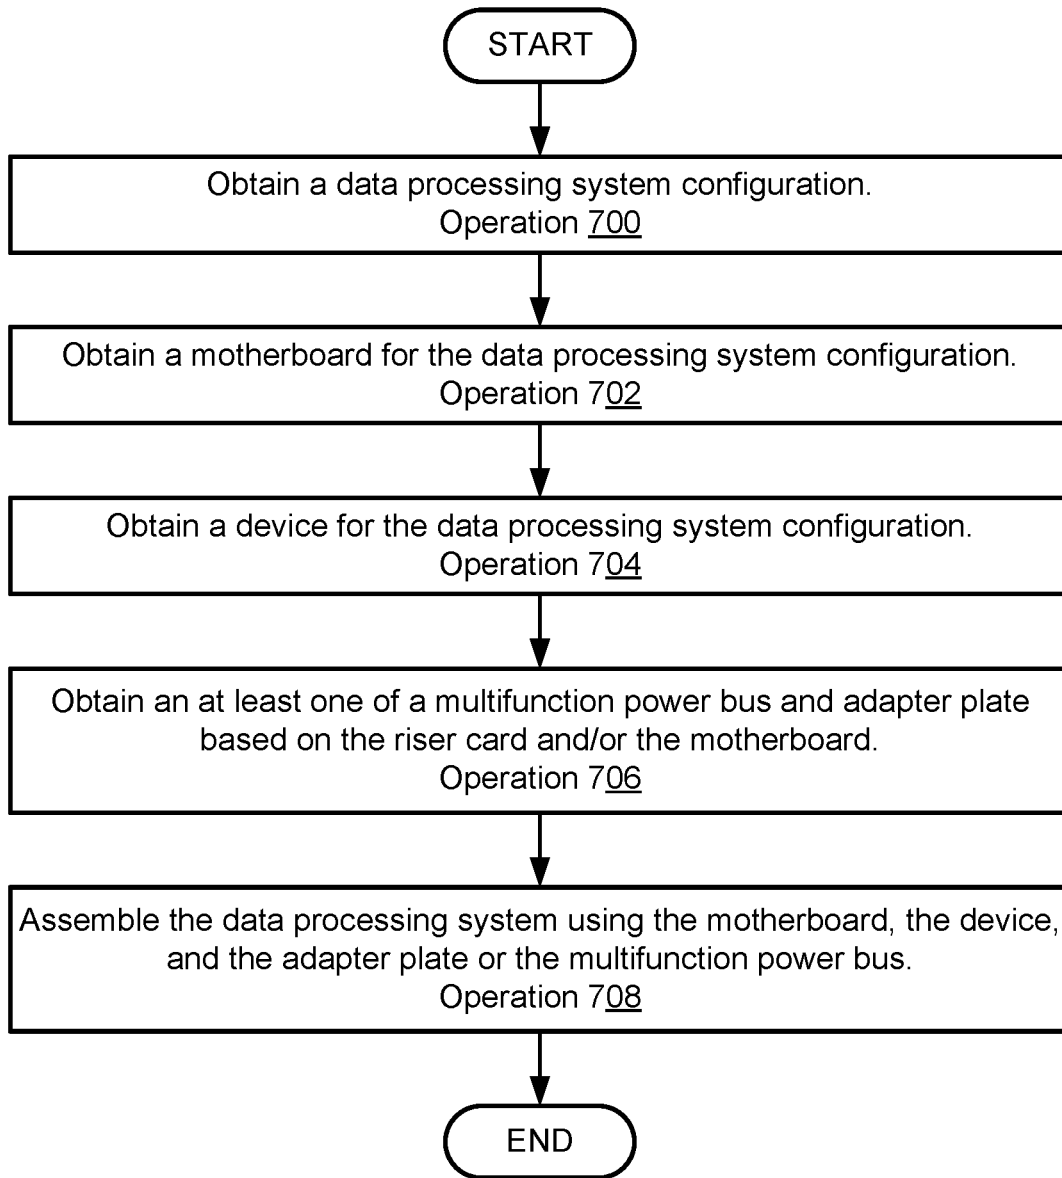 START
Obtain a data processing system configuration.
Operation 700
Obtain a motherboard for the data processing system configuration.
Operation 702
Obtain a device for the data processing system configuration.
Operation 704
Obtain an at least one of a multifunction power bus and adapter plate
based on the riser card and/or the motherboard.
Operation 706
Assemble the data processing system using the motherboard, the device,
and the adapter plate or the multifunction power bus.
Operation 708
END